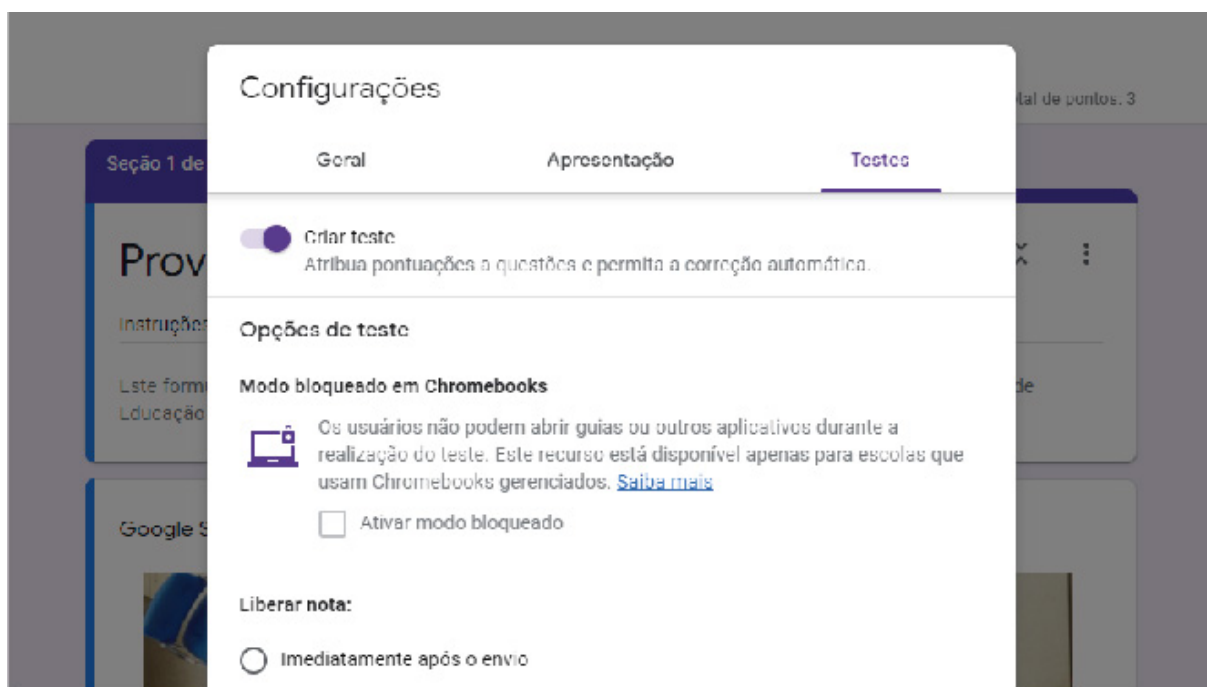 Configurações
tal de pontos: 3
Seção 1 de
Geral
Apresentação
Testes
Criar teste
Atribua pontuações a questões e permita a correção automática.
Prov
Instruções
Opções de teste
Este form
de
Educação
Modo bloqueado em Chromebooks
Os usuários não podem abrir guias ou outros aplicativos durante a
realização do teste. Este recurso está disponível apenas para escolas que
usam Chromebooks gerenciados. Saiba mais
Ativar modo bloqueado
Google S
Liberar nota:
Imediatamente após o envio